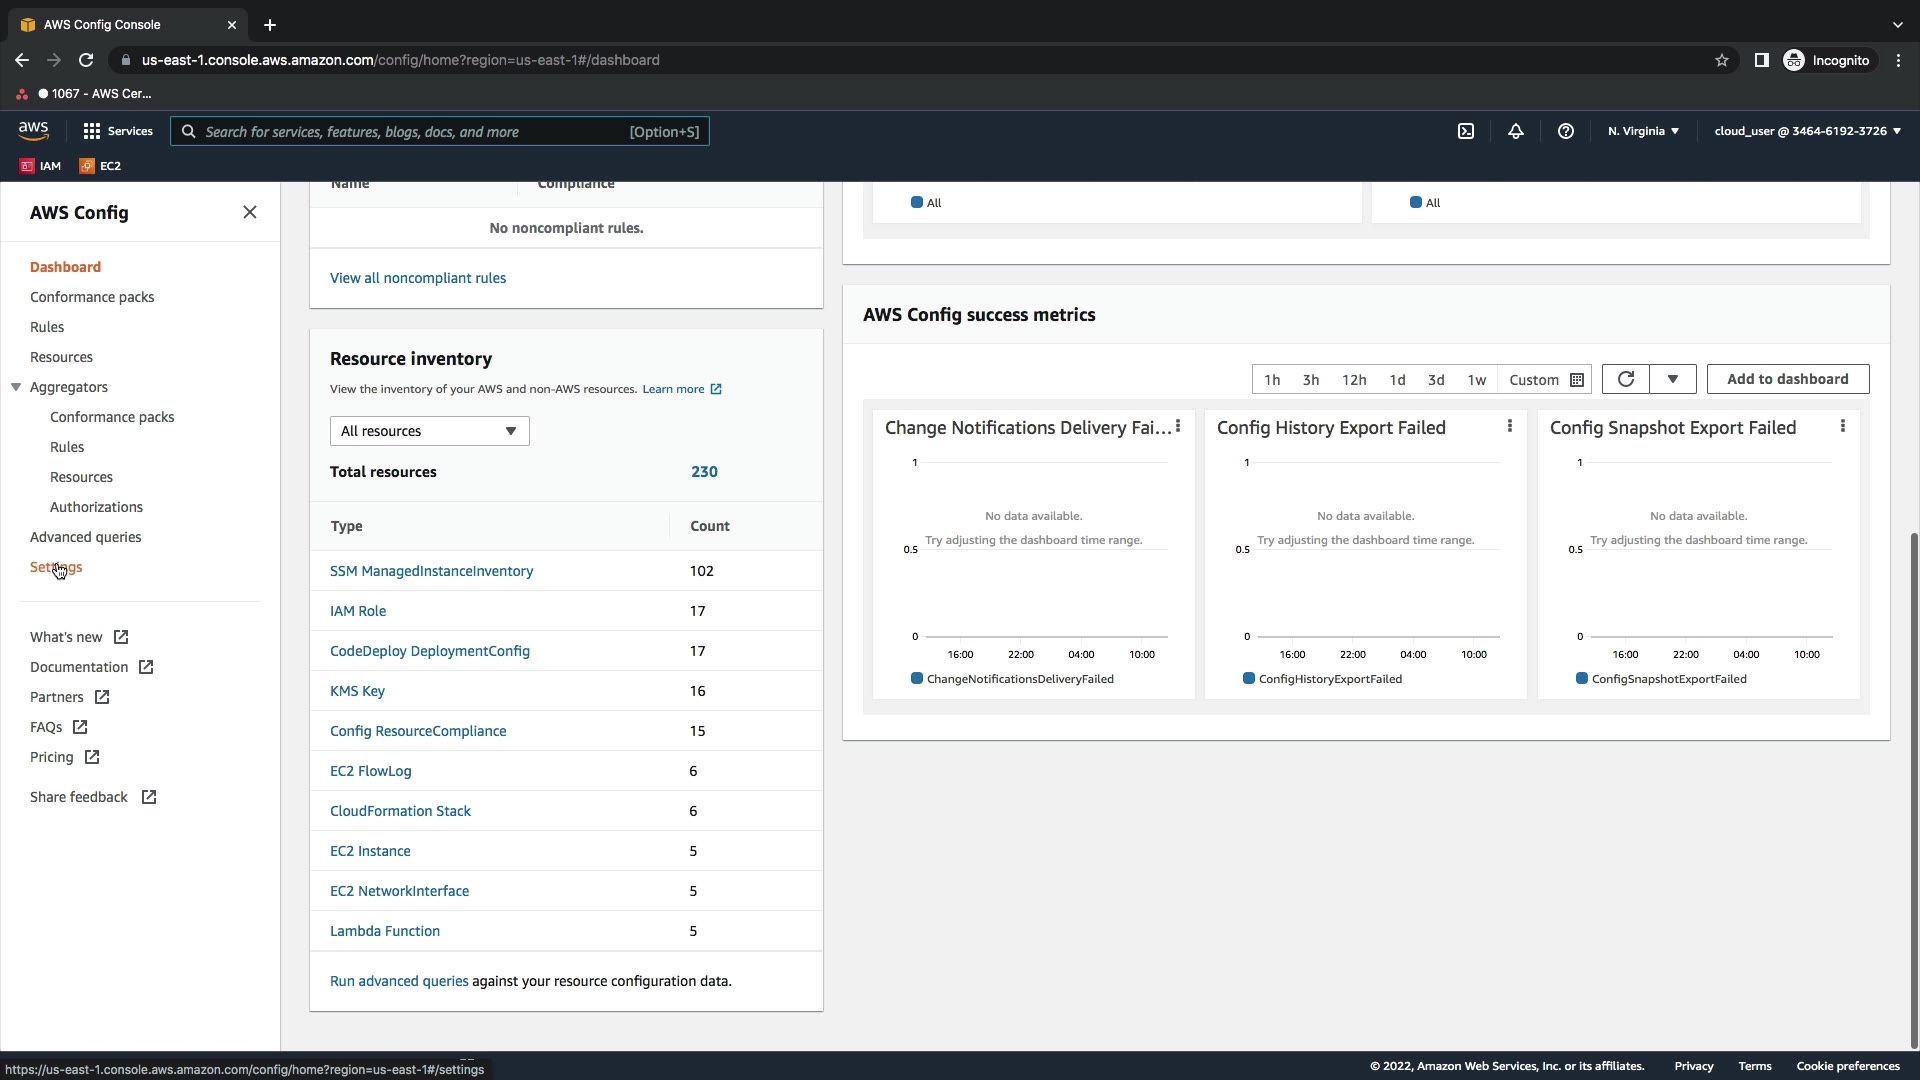 AWS Config Console
us-east-1.console.aws.amazon.com/config/home?region=us-east-1#/dashboard
Incognito
1067 - AWS Cer...
aws
Services
Search for services, features, blogs, docs, and more
[Option+S]
N. Virginia
cloud_user @ 3464-6192-3726
IAM
EC2
AWS Config
Dashboard
Conformance packs
Rules
Resources
Aggregators
Conformance packs
Rules
Resources
Authorizations
Advanced queries
Settings
What's new
Documentation
Partners
FAQs
Pricing
Share feedback
Name
Compliance
No noncompliant rules.
View all noncompliant rules
Resource inventory
View the inventory of your AWS and non-AWS resources. Learn more
All resources
Total resources 230
Type Count
SSM ManagedInstanceInventory 102
IAM Role 17
CodeDeploy DeploymentConfig 17
KMS Key 16
Config ResourceCompliance 15
EC2 FlowLog 6
CloudFormation Stack 6
EC2 Instance 5
EC2 NetworkInterface 5
Lambda Function 5
Run advanced queries against your resource configuration data.
All
All
AWS Config success metrics
1h 3h 12h 1d 3d 1w Custom
Add to dashboard
Change Notifications Delivery Fai...
1
No data available.
Try adjusting the dashboard time range.
0.5
0
16:00 22:00 04:00 10:00
ChangeNotificationsDeliveryFailed
Config History Export Failed
1
No data available.
Try adjusting the dashboard time range.
0.5
0
16:00 22:00 04:00 10:00
ConfigHistoryExportFailed
Config Snapshot Export Failed
1
No data available.
Try adjusting the dashboard time range.
0.5
0
16:00 22:00 04:00 10:00
ConfigSnapshotExportFailed
https://us-east-1.console.aws.amazon.com/config/home?region=us-east-1#/settings
© 2022, Amazon Web Services, Inc. or its affiliates.
Privacy
Terms
Cookie preferences